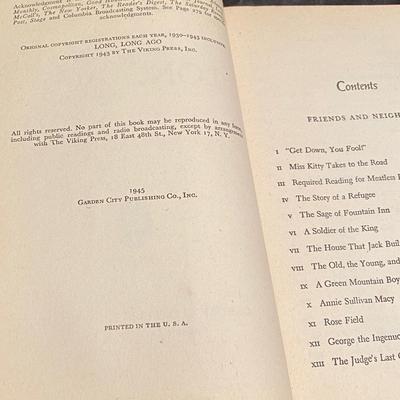 Acknowledgment
Monthly, Cosmopolitan, Good
McCall's, The New Yorker, The Reader's Digest, The Saturday
Post, Stage and Columbia Broadcasting System. See Page 279 for
acknowledgments.
Original copyright registrations each year, 1930-1943 inclusive
LONG, LONG AGO
Copyright 1943 by The Viking Press, Inc.
All rights reserved. No part of this book may be reproduced in any form,
including public readings and radio broadcasting, except by arrangement
with The Viking Press, 18 East 48th St., New York 17, N. Y.
1945
Garden City Publishing Co., Inc.
PRINTED IN THE U. S. A.
Contents
FRIENDS AND NEIGH
I "Get Down, You Fool!"
II Miss Kitty Takes to the Road
III Required Reading for Meatless
IV The Story of a Refugee
V The Sage of Fountain Inn
VI A Soldier of the King
VII The House That Jack Buil
VIII The Old, the Young, and
IX A Green Mountain Boy
X Annie Sullivan Macy
XI Rose Field
XII George the Ingenuo
XIII The Judge's Last